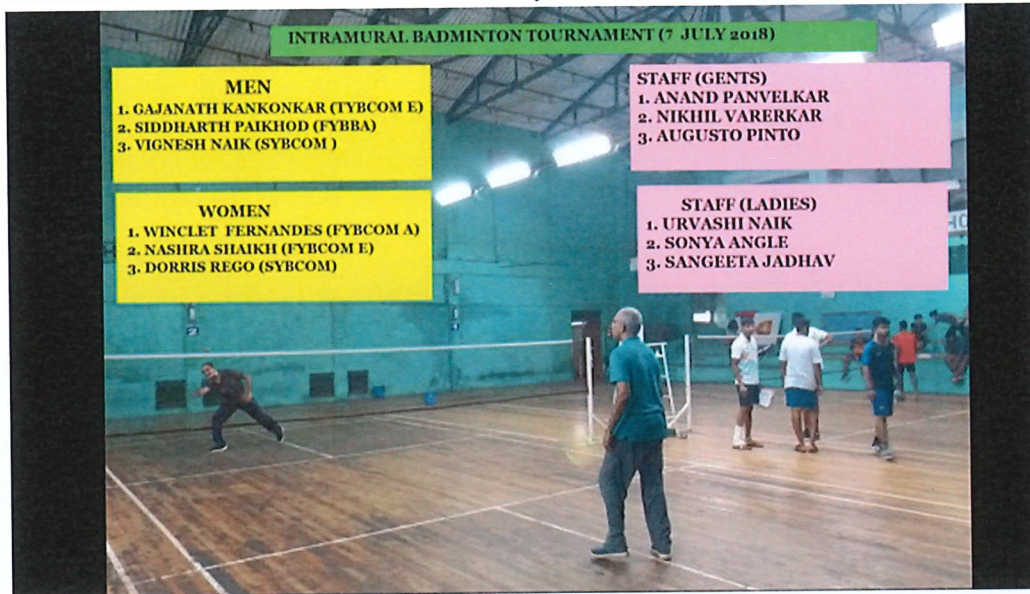 INTRAMURAL BADMINTON TOURNAMENT (7 JULY 2018)
MEN
1. GAJANATH KANKONKAR (TYBCOM E)
2. SIDDHARTH PAIKHOD (FYBBA)
3. VIGNESH NAIK (SYBCOM )
WOMEN
1. WINCLET FERNANDES (FYBCOM A)
2. NASHRA SHAIKH (FYBCOM E)
3. DORRIS REGO (SYBCOM)
STAFF (GENTS)
1. ANAND PANVELKAR
2. NIKHIL VARERKAR
3. AUGUSTO PINTO
STAFF (LADIES)
1. URVASHI NAIK
2. SONYA ANGLE
3. SANGEETA JADHAV
2